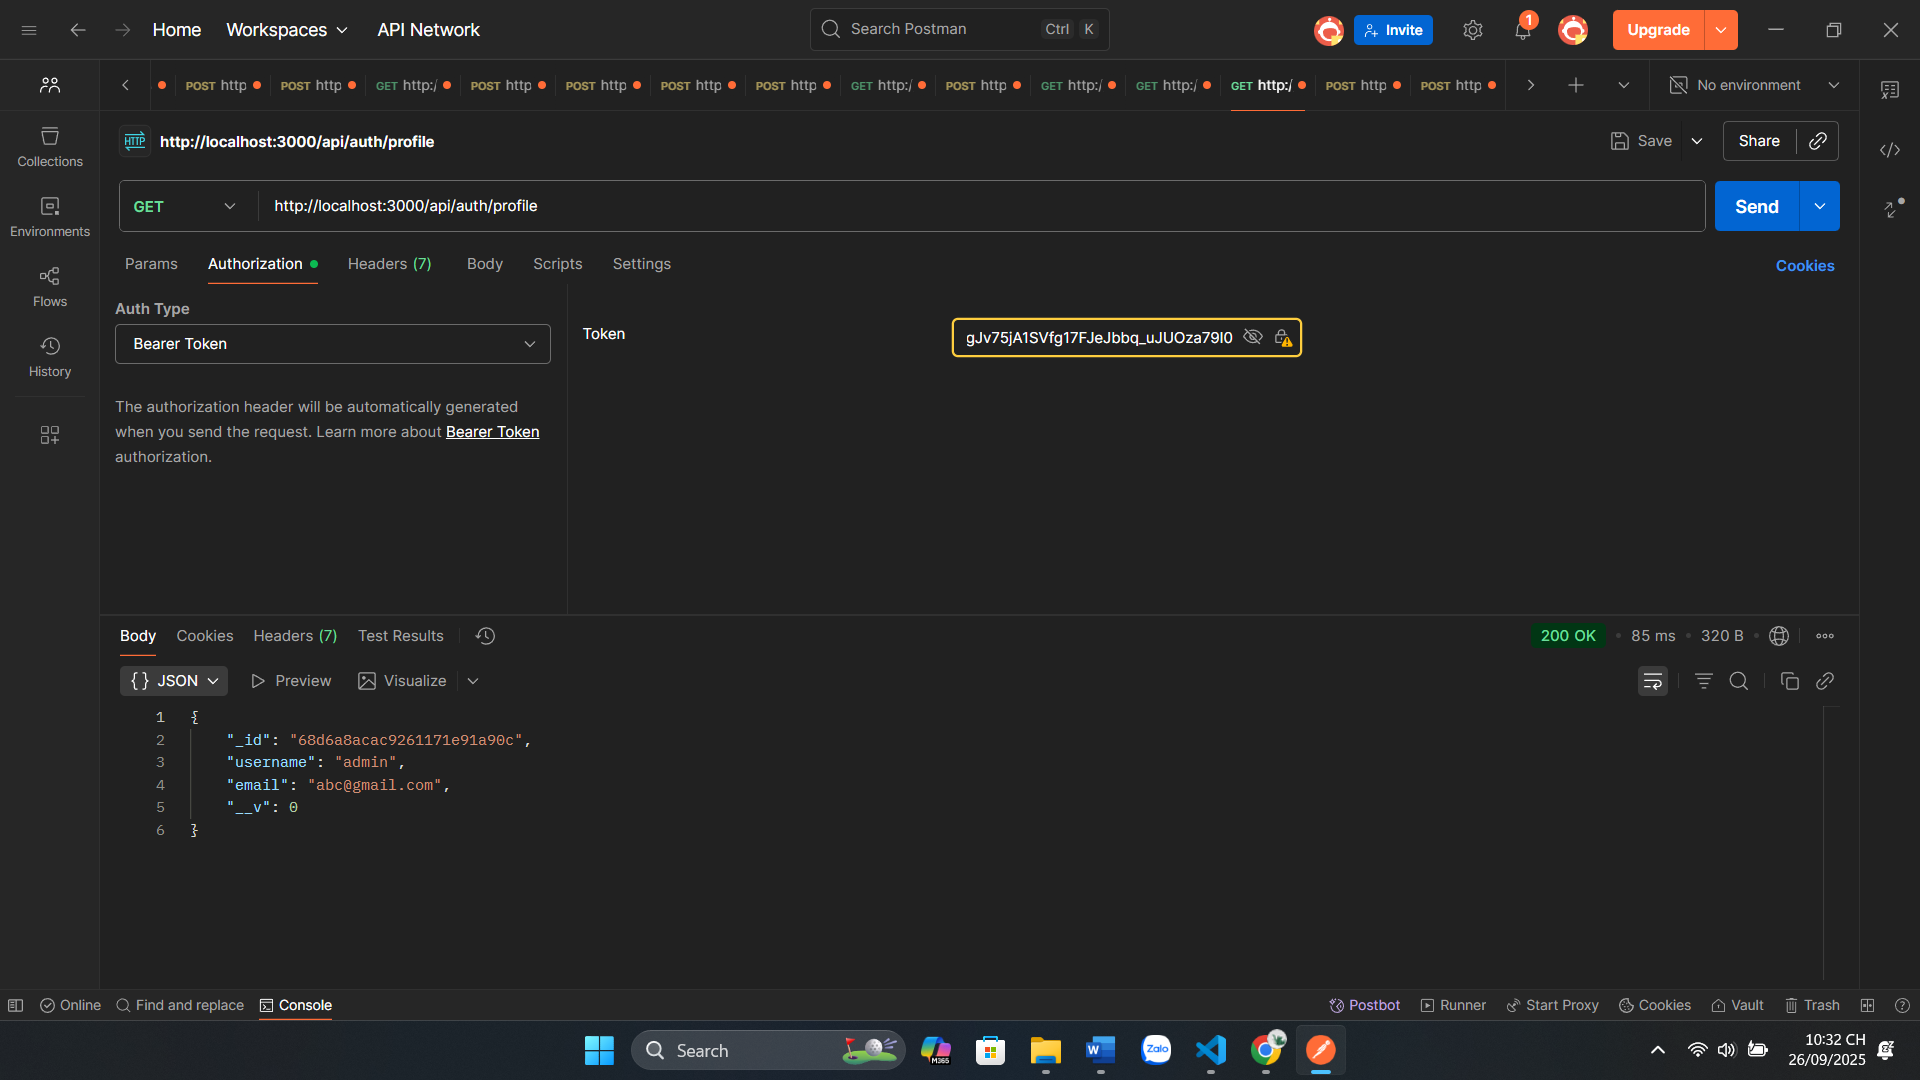 Home Workspaces API Network Search Postman Ctrl K Invite 1 Upgrade
POST http POST http GET http:/ POST http POST http POST http POST http GET http:/ POST http GET http:/ GET http:/ GET http:/ POST http POST http No environment
HTTP http://localhost:3000/api/auth/profile Save Share
Collections
GET http://localhost:3000/api/auth/profile Send
Environments
Params Authorization Headers (7) Body Scripts Settings Cookies
Flows
Auth Type
Bearer Token
Token gJv75jA1SVfg17FJeJbbq_uJUOza79I0
History
The authorization header will be automatically generated
when you send the request. Learn more about Bearer Token
authorization.
Body Cookies Headers (7) Test Results 200 OK 85 ms 320 B
{} JSON Preview Visualize
1 {
2 "_id": "68d6a8acac9261171e91a90c",
3 "username": "admin",
4 "email": "abc@gmail.com",
5 "__v": 0
6 }
Online Find and replace Console Postbot Runner Start Proxy Cookies Vault Trash
Search M365 Zalo 10:32 CH
26/09/2025